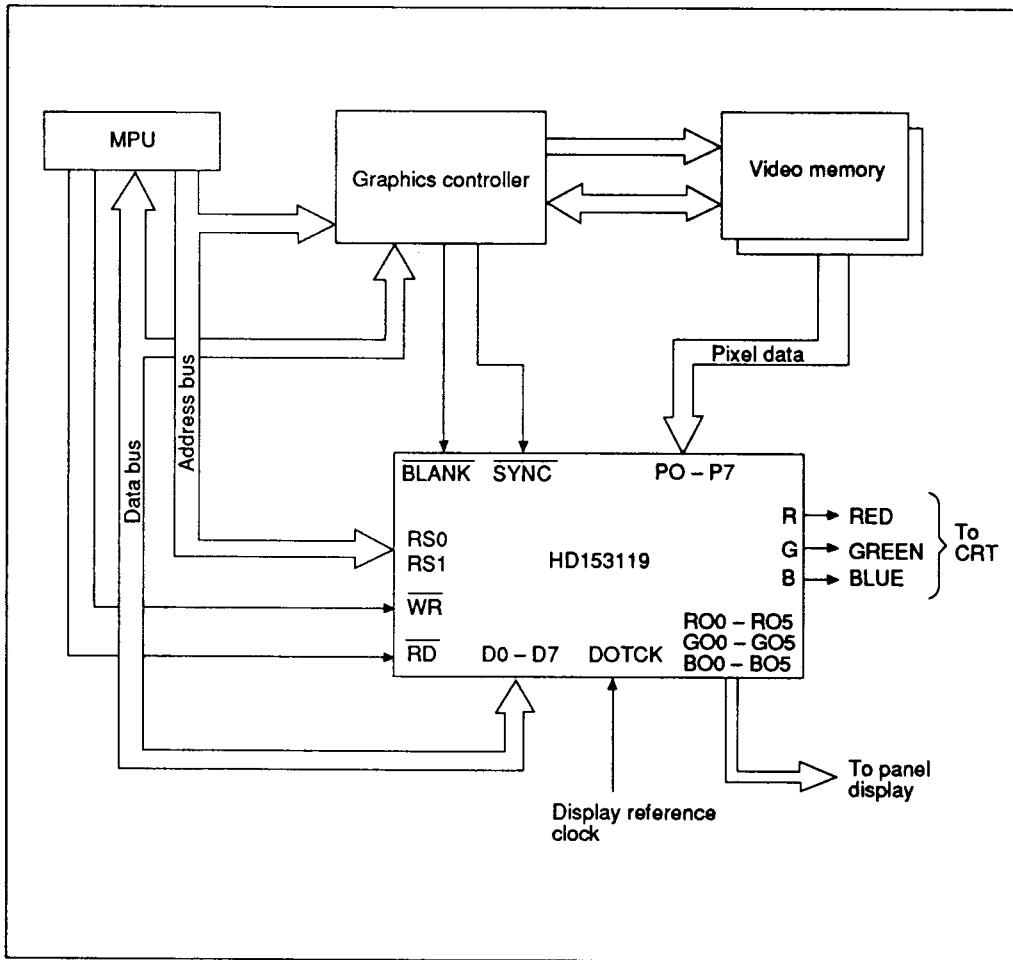 MPU
Graphics controller
Video memory
Pixel data
Address bus
Data bus
BLANK SYNC PO – P7
R RED
To
CRT
RS0
RS1
HD153119
G GREEN
B BLUE
WR
RO0 – RO5
GO0 – GO5
BO0 – BO5
RD D0 – D7 DOTCK
To panel
display
Display reference
clock